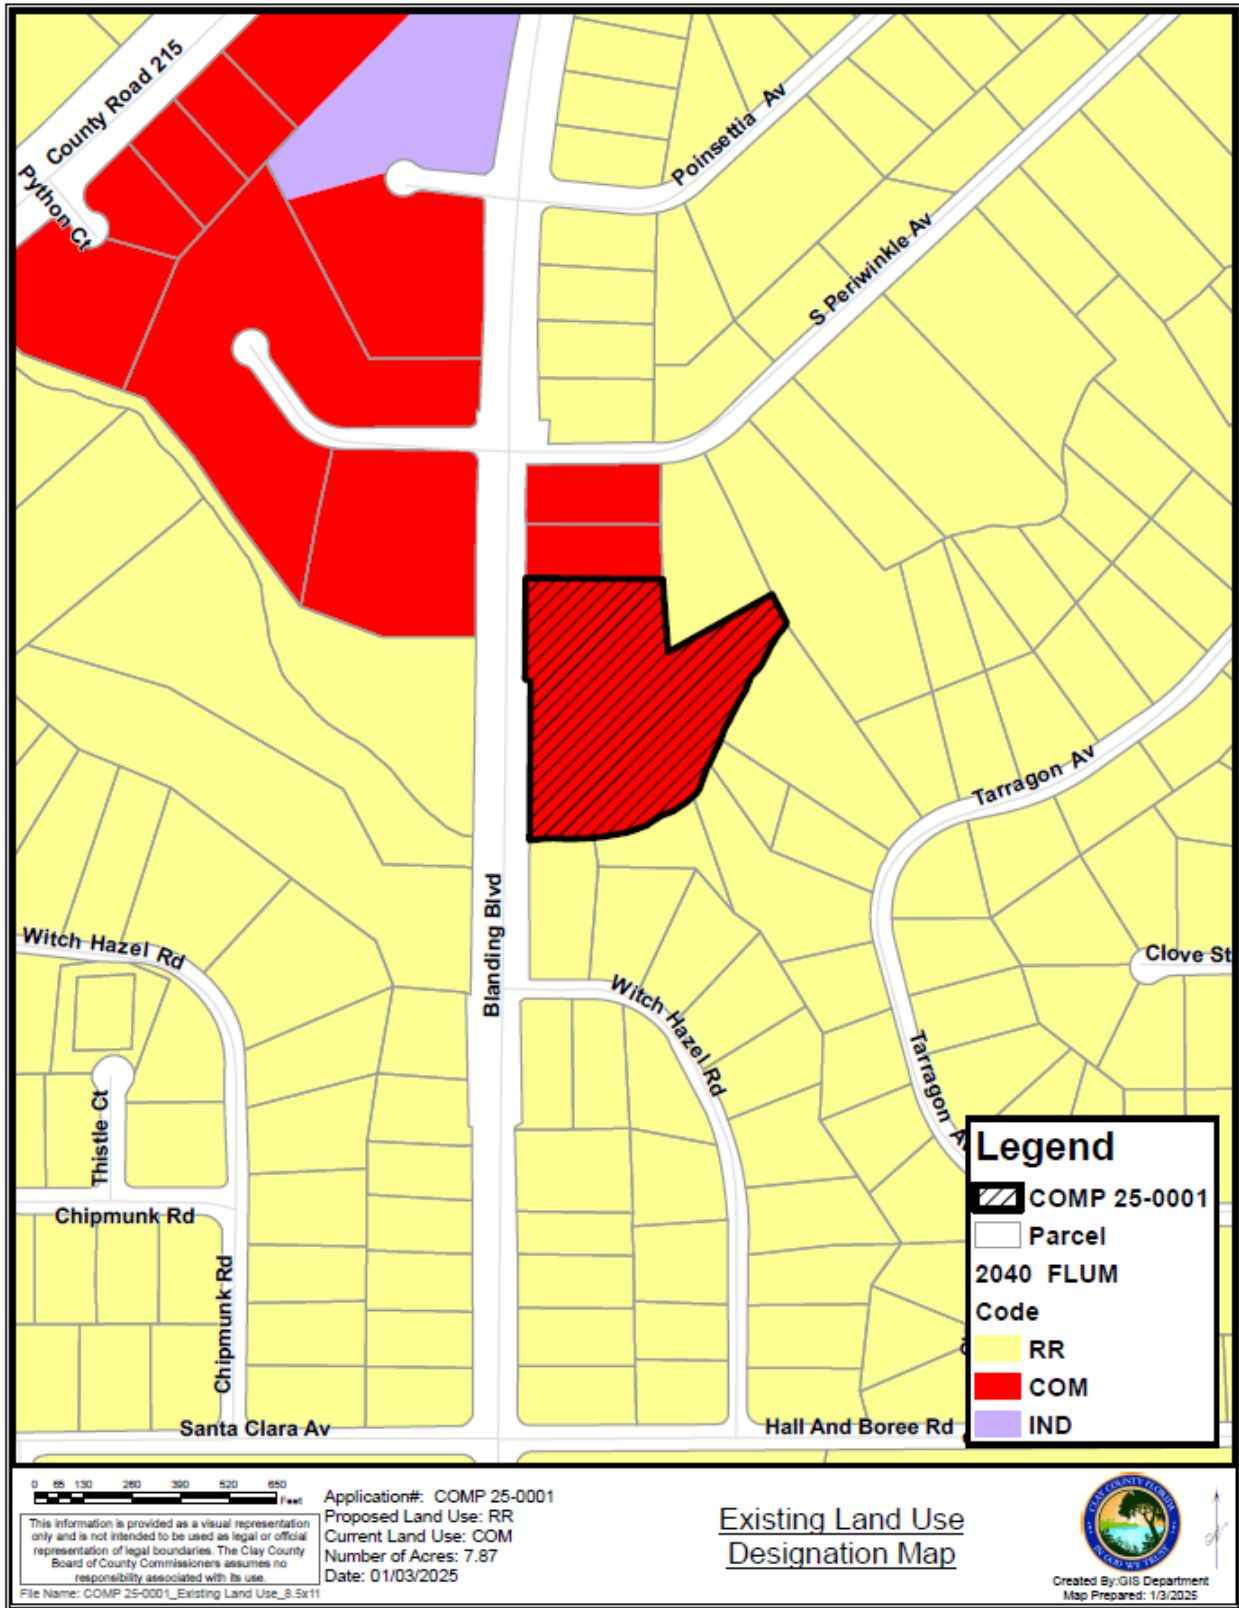 County Road 215
Python Ct
Poinsettia Av
S Periwinkle Av
Tarragon Av
Blanding Blvd
Witch Hazel Rd
Clove St
Witch Hazel Rd
Tarragon A
Thistle Ct
Chipmunk Rd
Chipmunk Rd
Santa Clara Av
Hall And Boree Rd
Legend
COMP 25-0001
Parcel
2040 FLUM
Code
RR
COM
IND
0 65 130 260 390 520 650
Feet
This information is provided as a visual representation
only and is not intended to be used as legal or official
representation of legal boundaries. The Clay County
Board of County Commissioners assumes no
responsibility associated with its use.
File Name: COMP 25-0001_Existing Land Use_8.5x11
Application#: COMP 25-0001
Proposed Land Use: RR
Current Land Use: COM
Number of Acres: 7.87
Date: 01/03/2025
Existing Land Use
Designation Map
CLAY COUNTY FLORIDA
IN GOD WE TRUST
Created By:GIS Department
Map Prepared: 1/3/2025